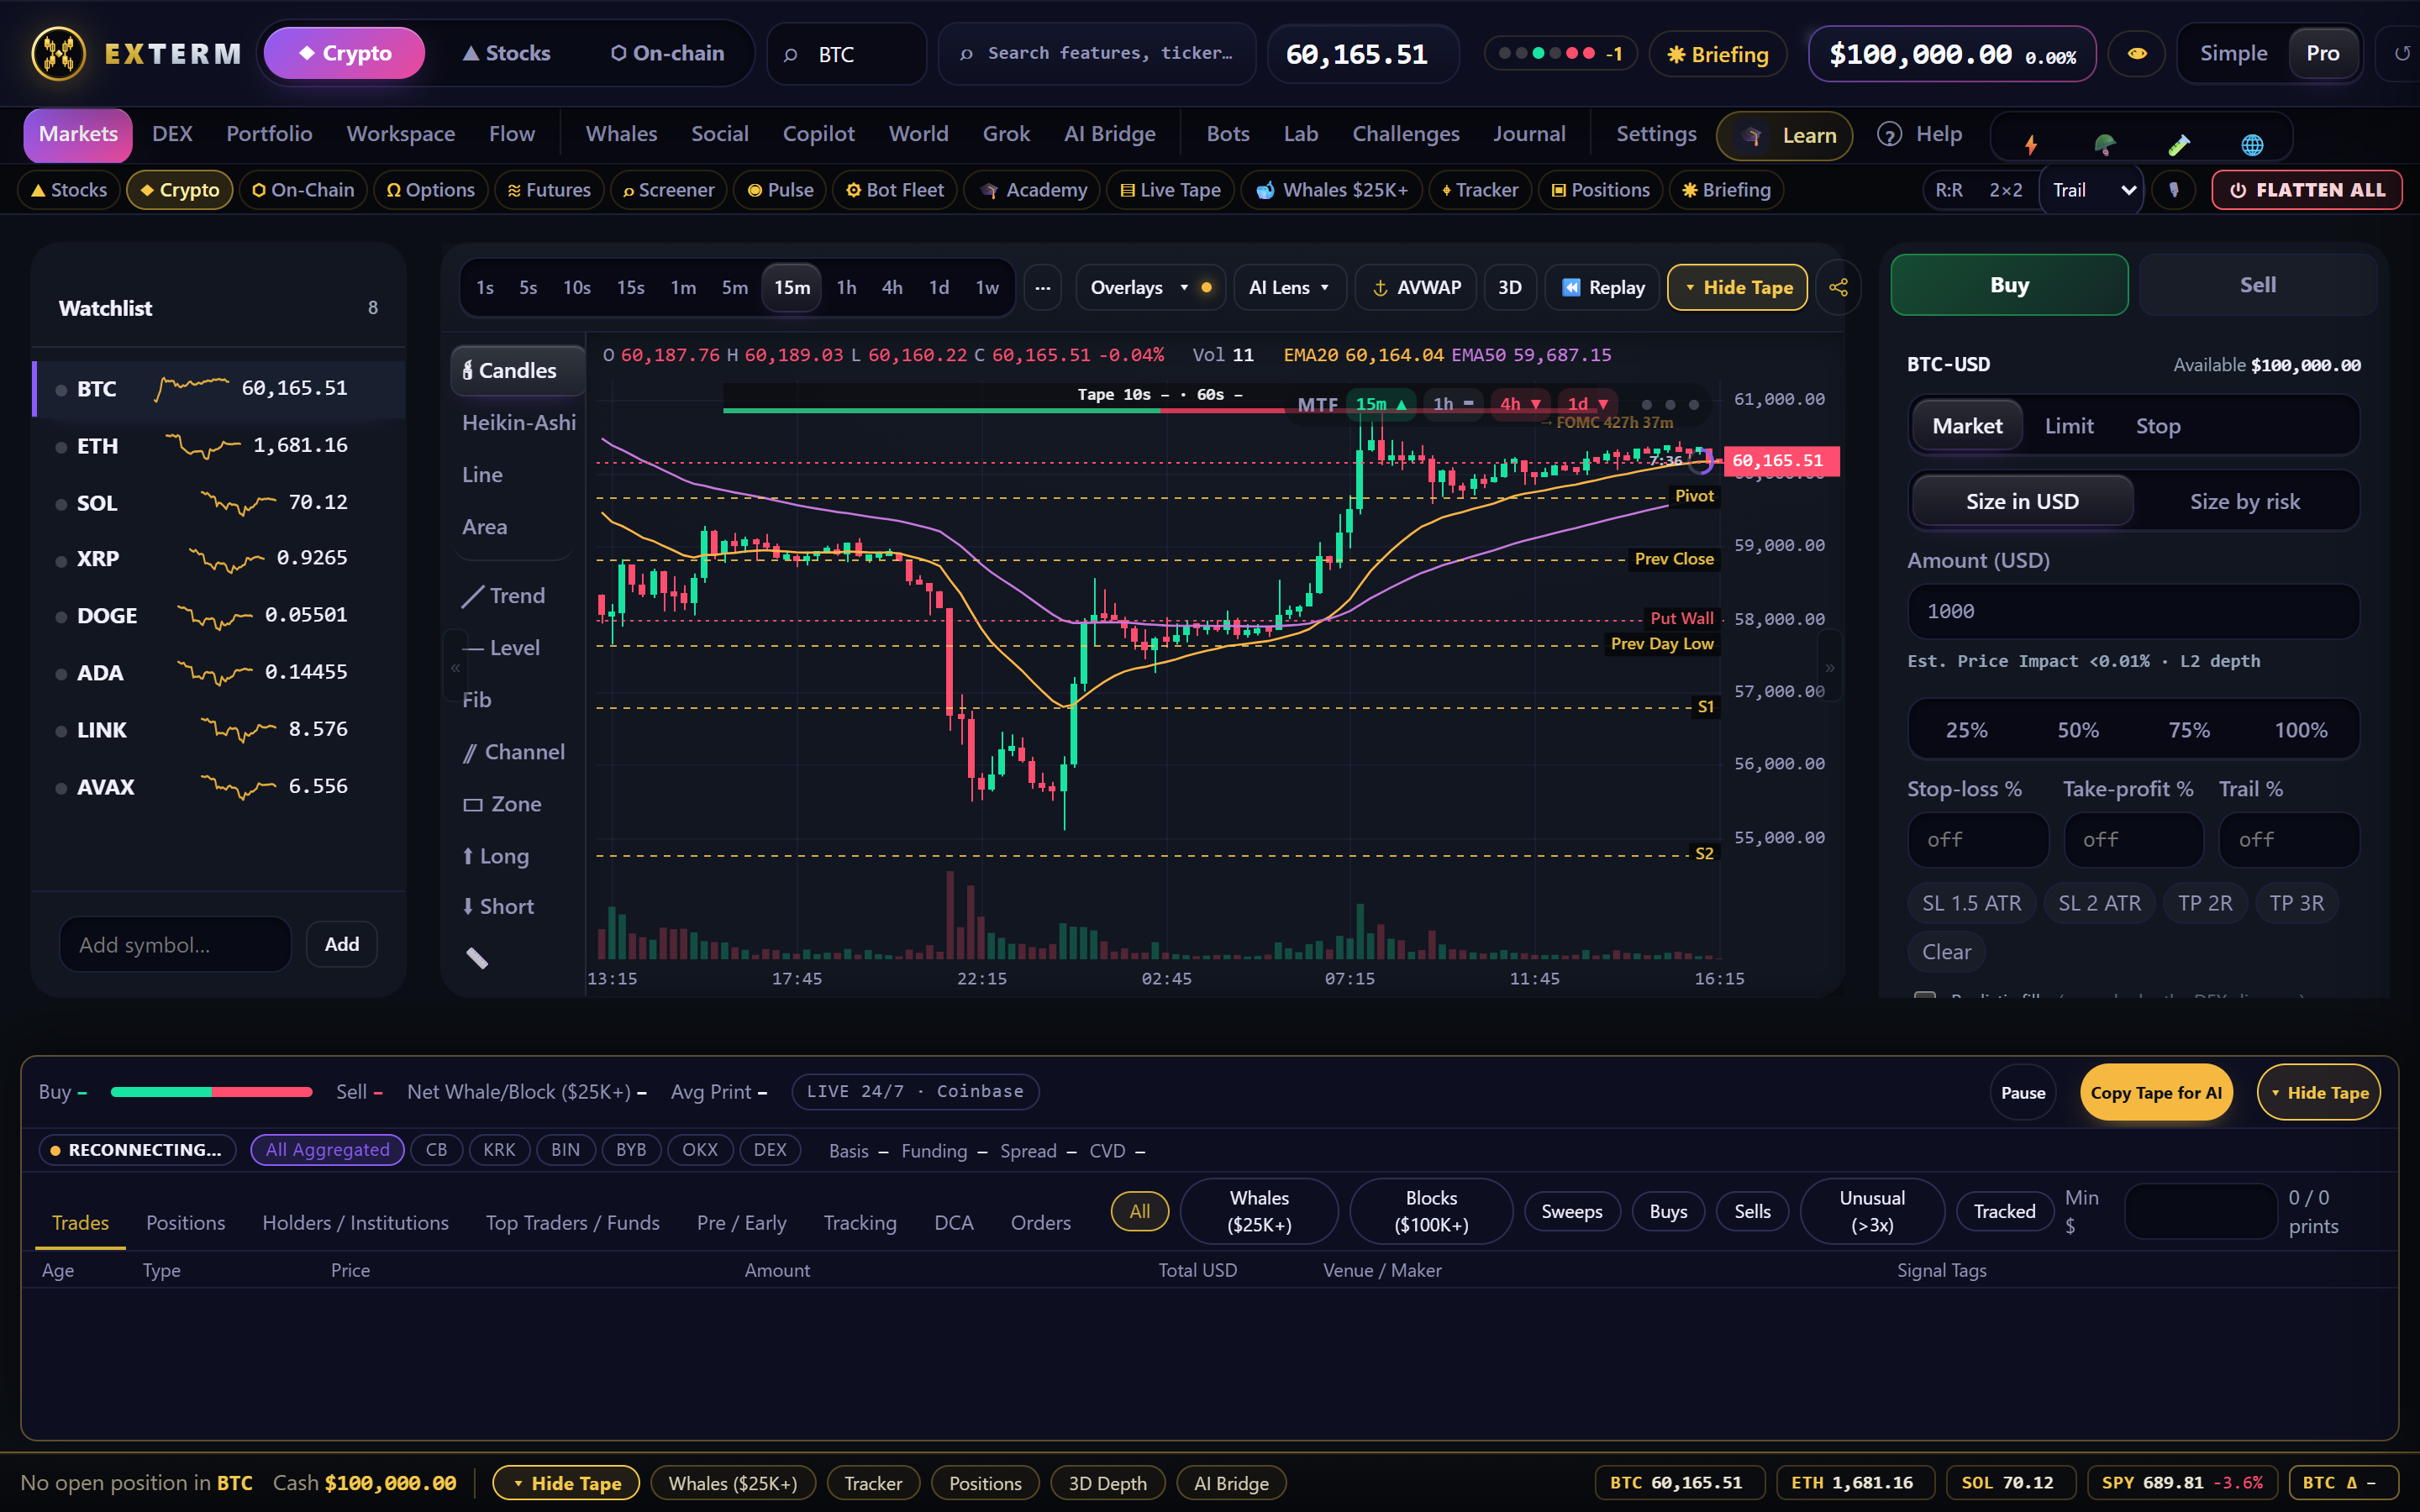 EXTERM
Crypto Stocks On-chain
BTC
Search features, ticker...
60,165.51
-1
Briefing
$100,000.00 0.00%
Simple Pro
Markets DEX Portfolio Workspace Flow Whales Social Copilot World Grok AI Bridge Bots Lab Challenges Journal Settings Learn ? Help
Stocks Crypto On-Chain Options Futures Screener Pulse Bot Fleet Academy Live Tape Whales $25K+ Tracker Positions Briefing
R:R 2×2 Trail FLATTEN ALL
Watchlist 8
BTC 60,165.51
ETH 1,681.16
SOL 70.12
XRP 0.9265
DOGE 0.05501
ADA 0.14455
LINK 8.576
AVAX 6.556
Add symbol... Add
1s 5s 10s 15s 1m 5m 15m 1h 4h 1d 1w ... Overlays AI Lens AVWAP 3D Replay Hide Tape
Candles
Heikin-Ashi
Line
Area
Trend
Level
Fib
Channel
Zone
Long
Short
O 60,187.76 H 60,189.03 L 60,160.22 C 60,165.51 -0.04% Vol 11 EMA20 60,164.04 EMA50 59,687.15
Tape 10s – · 60s –
MTF 15m ▲ 1h – 4h ▼ 1d ▼
→ FOMC 427h 37m
7:36
61,000.00
60,165.51
59,000.00
58,000.00
57,000.00
56,000.00
55,000.00
Pivot
Prev Close
Put Wall
Prev Day Low
S1
S2
13:15 17:45 22:15 02:45 07:15 11:45 16:15
Buy Sell
BTC-USD Available $100,000.00
Market Limit Stop
Size in USD Size by risk
Amount (USD)
1000
Est. Price Impact <0.01% · L2 depth
25% 50% 75% 100%
Stop-loss % Take-profit % Trail %
off off off
SL 1.5 ATR SL 2 ATR TP 2R TP 3R
Clear
Buy – Sell – Net Whale/Block ($25K+) – Avg Print – LIVE 24/7 · Coinbase
Pause Copy Tape for AI Hide Tape
RECONNECTING... All Aggregated CB KRK BIN BYB OKX DEX Basis – Funding – Spread – CVD –
Trades Positions Holders / Institutions Top Traders / Funds Pre / Early Tracking DCA Orders
All
Whales
($25K+)
Blocks
($100K+)
Sweeps Buys Sells
Unusual
(>3x)
Tracked
Min
$
0 / 0
prints
Age Type Price Amount Total USD Venue / Maker Signal Tags
No open position in BTC Cash $100,000.00 Hide Tape Whales ($25K+) Tracker Positions 3D Depth AI Bridge
BTC 60,165.51 ETH 1,681.16 SOL 70.12 SPY 689.81 -3.6% BTC Δ –